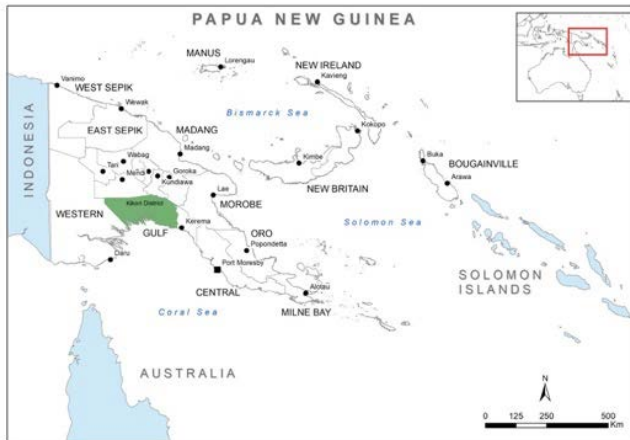 PAPUA NEW GUINEA
MANUS
Lorengau
NEW IRELAND
Kavieng
Vanimo
WEST SEPIK
Wewak
Bismarck Sea
EAST SEPIK
MADANG
Madang
Kokopo
INDONESIA
Wabag
Tari
Mendi
Goroka
Kundiawa
Kimbe
NEW BRITAIN
Buka
BOUGAINVILLE
Arawa
Lae
MOROBE
WESTERN
Kikori District
GULF
Kerema
Solomon Sea
ORO
Popondetta
Daru
Port Moresby
CENTRAL
Alotau
MILNE BAY
SOLOMON
ISLANDS
Coral Sea
AUSTRALIA
N
0 125 250 500
Km